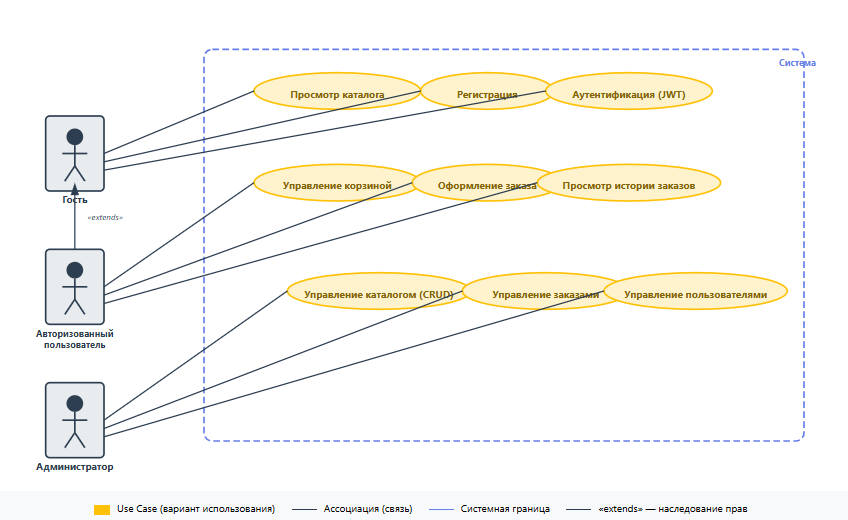 Система
Просмотр каталога
Регистрация
Аутентификация (JWT)
Гость
«extends»
Управление корзиной
Оформление заказа
Просмотр истории заказов
Авторизованный
пользователь
Управление каталогом (CRUD)
Управление заказами
Управление пользователями
Администратор
Use Case (вариант использования)
Ассоциация (связь)
Системная граница
«extends» — наследование прав